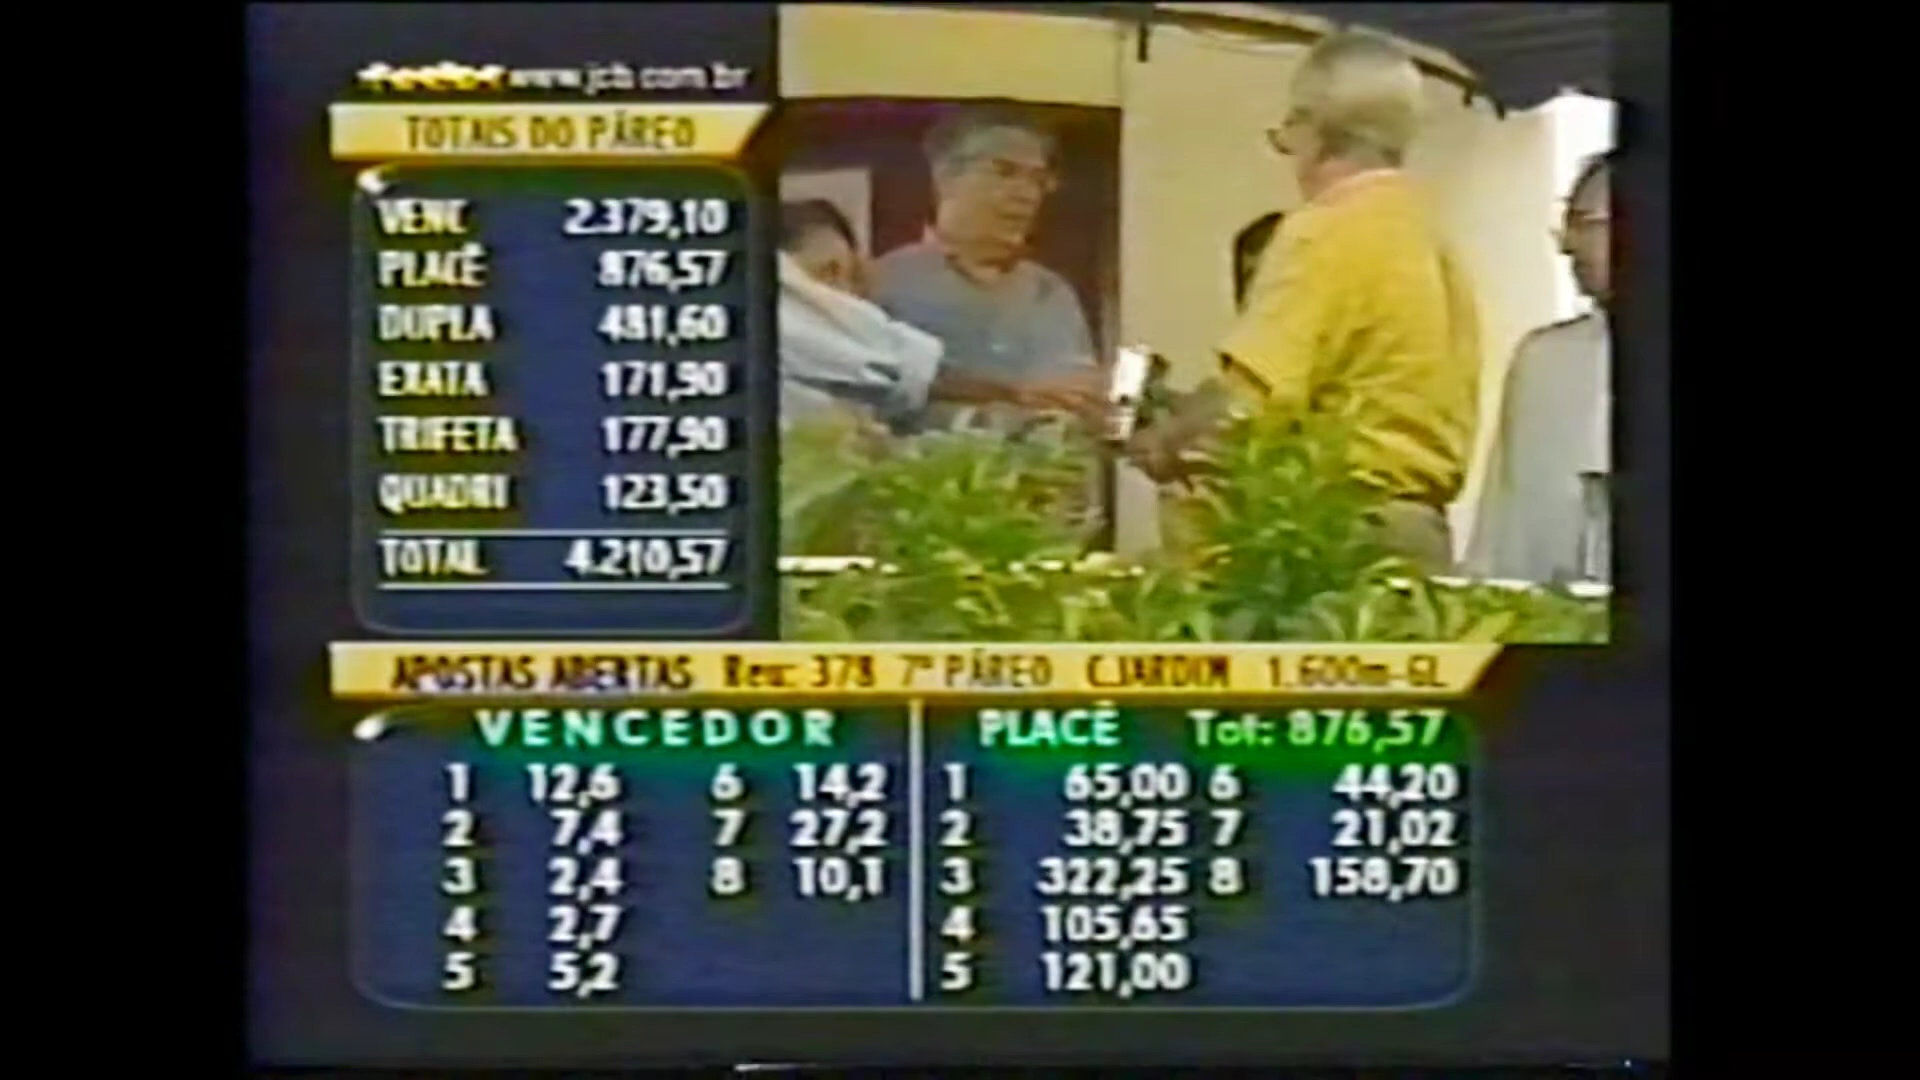 www.jcb.com.br
TOTAIS DO PÁREO
VENC 2.379,10
PLACÊ 876,57
DUPLA 481,60
EXATA 171,90
TRIFETA 177,90
QUADRI 123,50
TOTAL 4.210,57
APOSTAS ABERTAS Reu: 378 7º PÁREO C.JARDIM 1.600m-GL
VENCEDOR PLACÊ Tot: 876,57
1 12,6 6 14,2 1 65,00 6 44,20
2 7,4 7 27,2 2 38,75 7 21,02
3 2,4 8 10,1 3 322,25 8 158,70
4 2,7 4 105,65
5 5,2 5 121,00